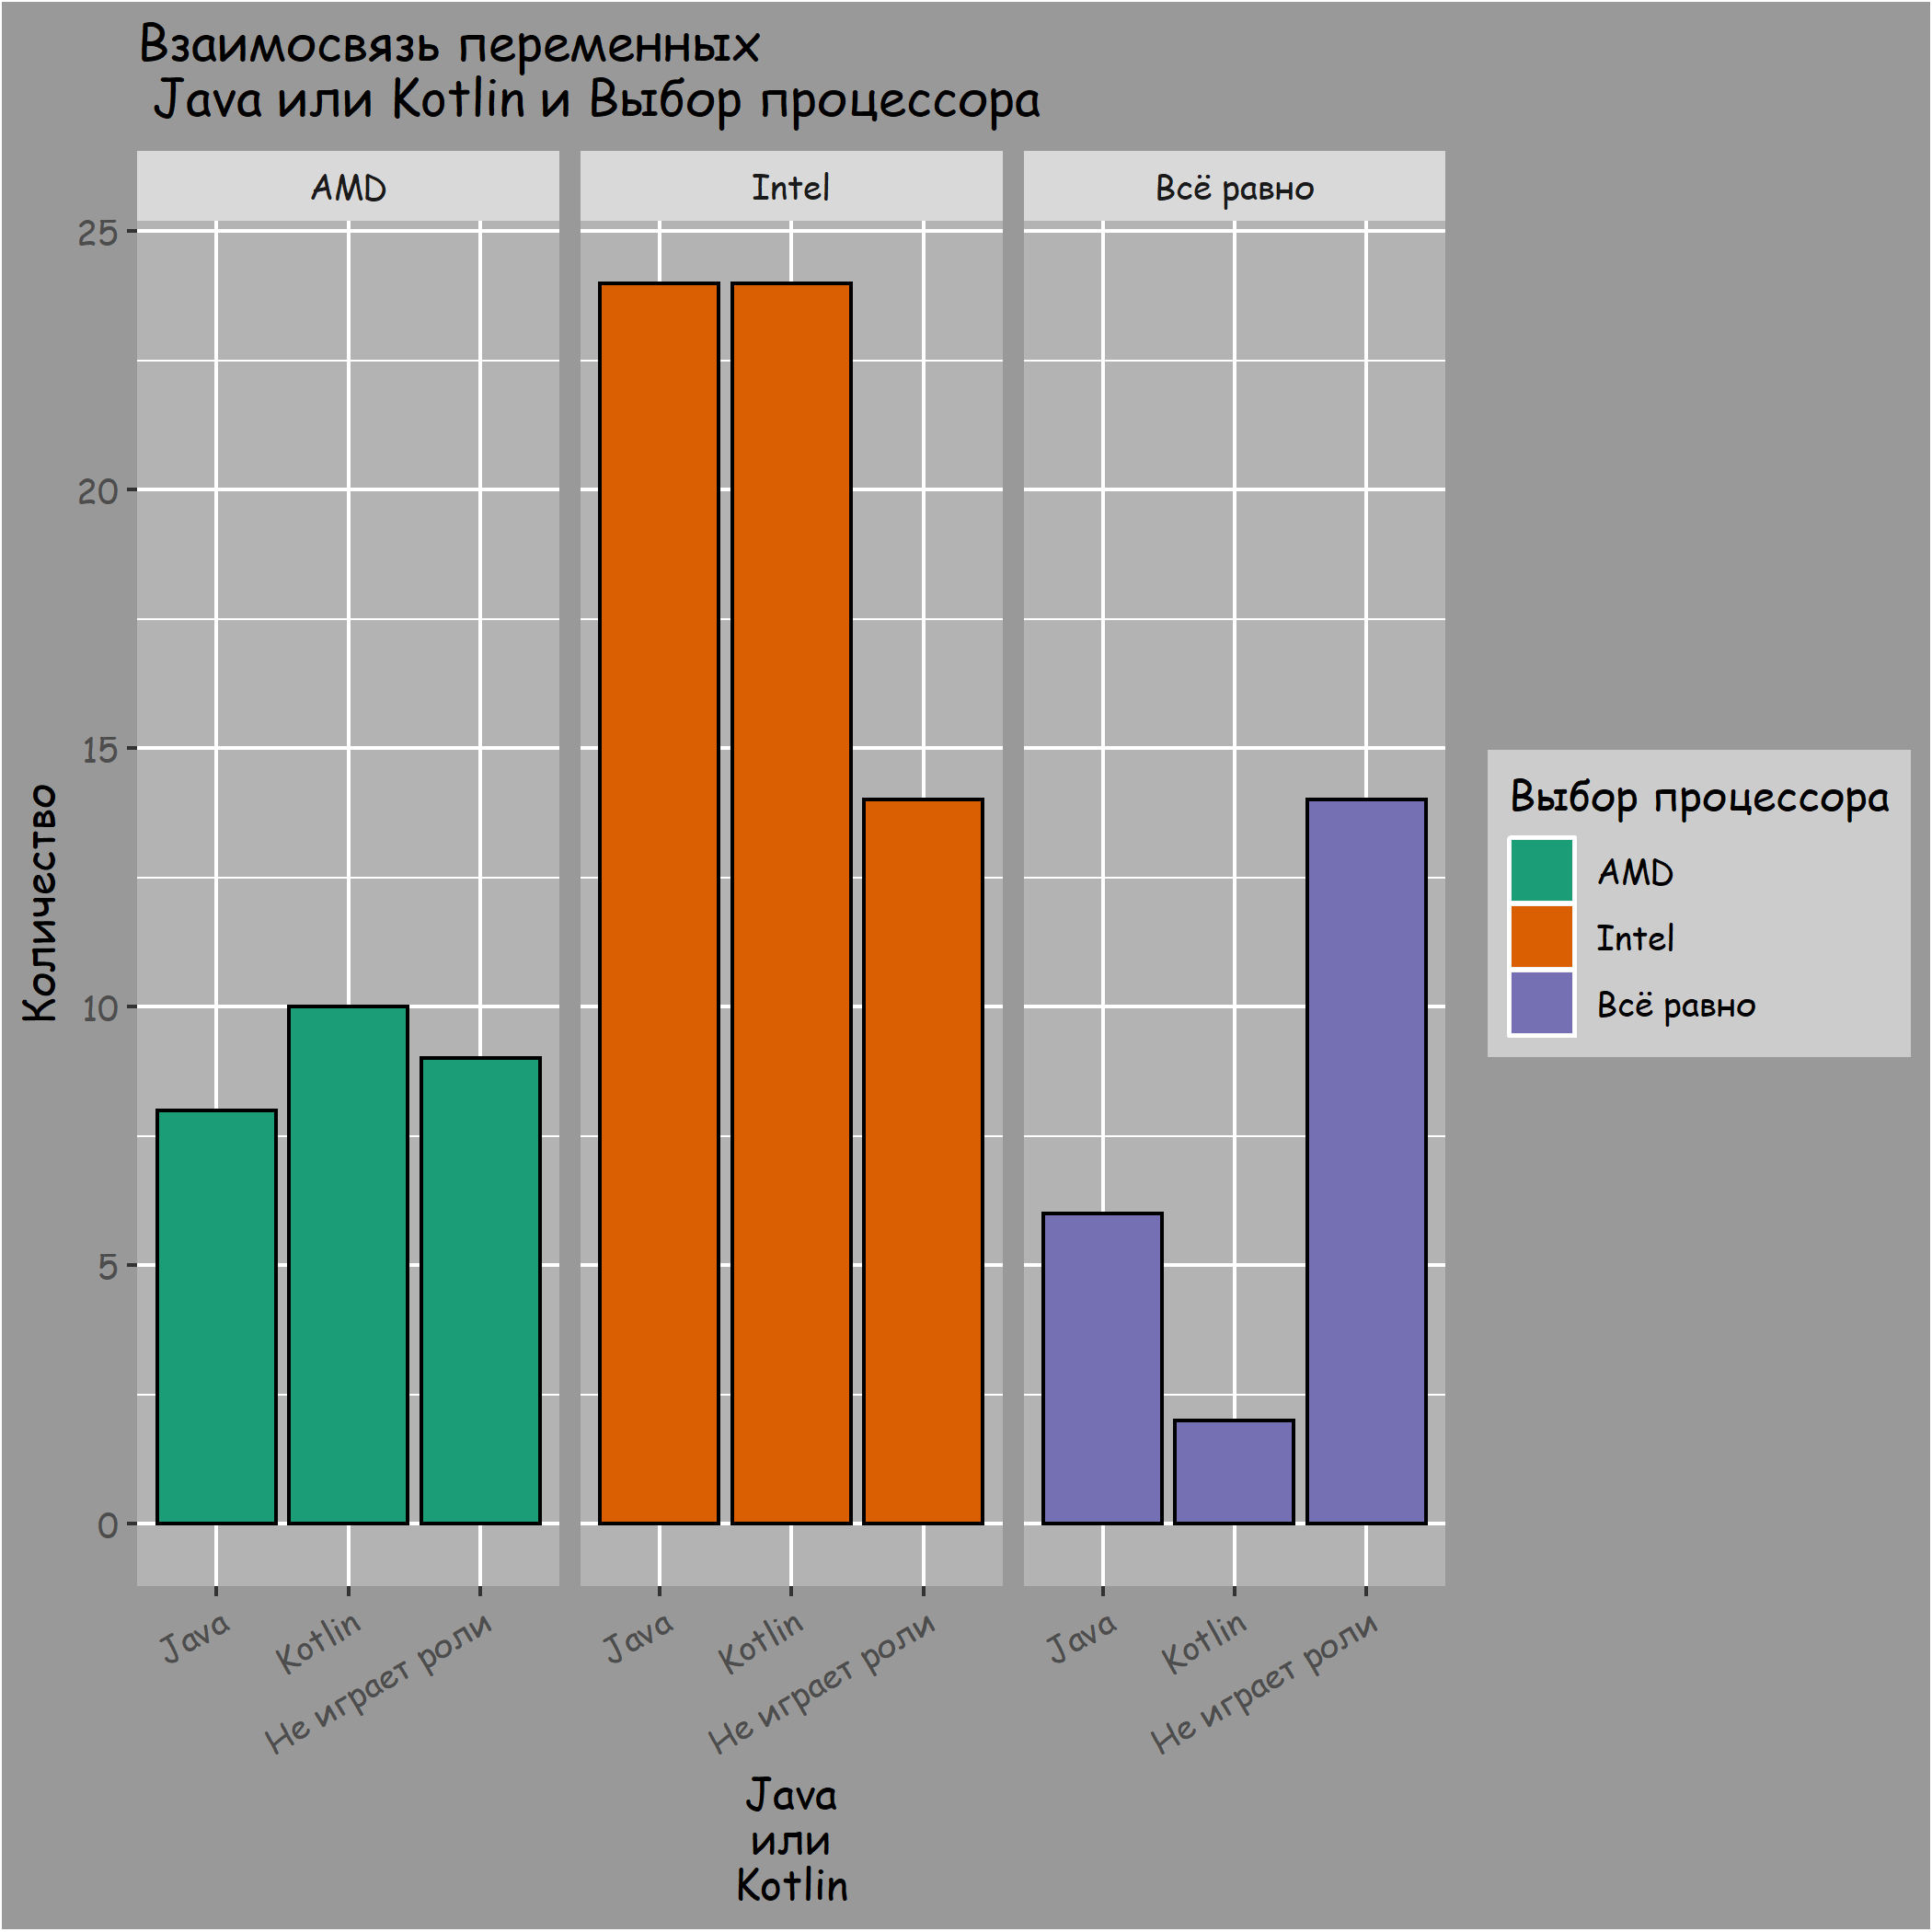 Взаимосвязь переменных
Java или Kotlin и Выбор процессора
AMD
Intel
Всё равно
25
20
15
10
5
0
Количество
Java
Kotlin
Не играет роли
Java
Kotlin
Не играет роли
Java
Kotlin
Не играет роли
Java
или
Kotlin
Выбор процессора
AMD
Intel
Всё равно